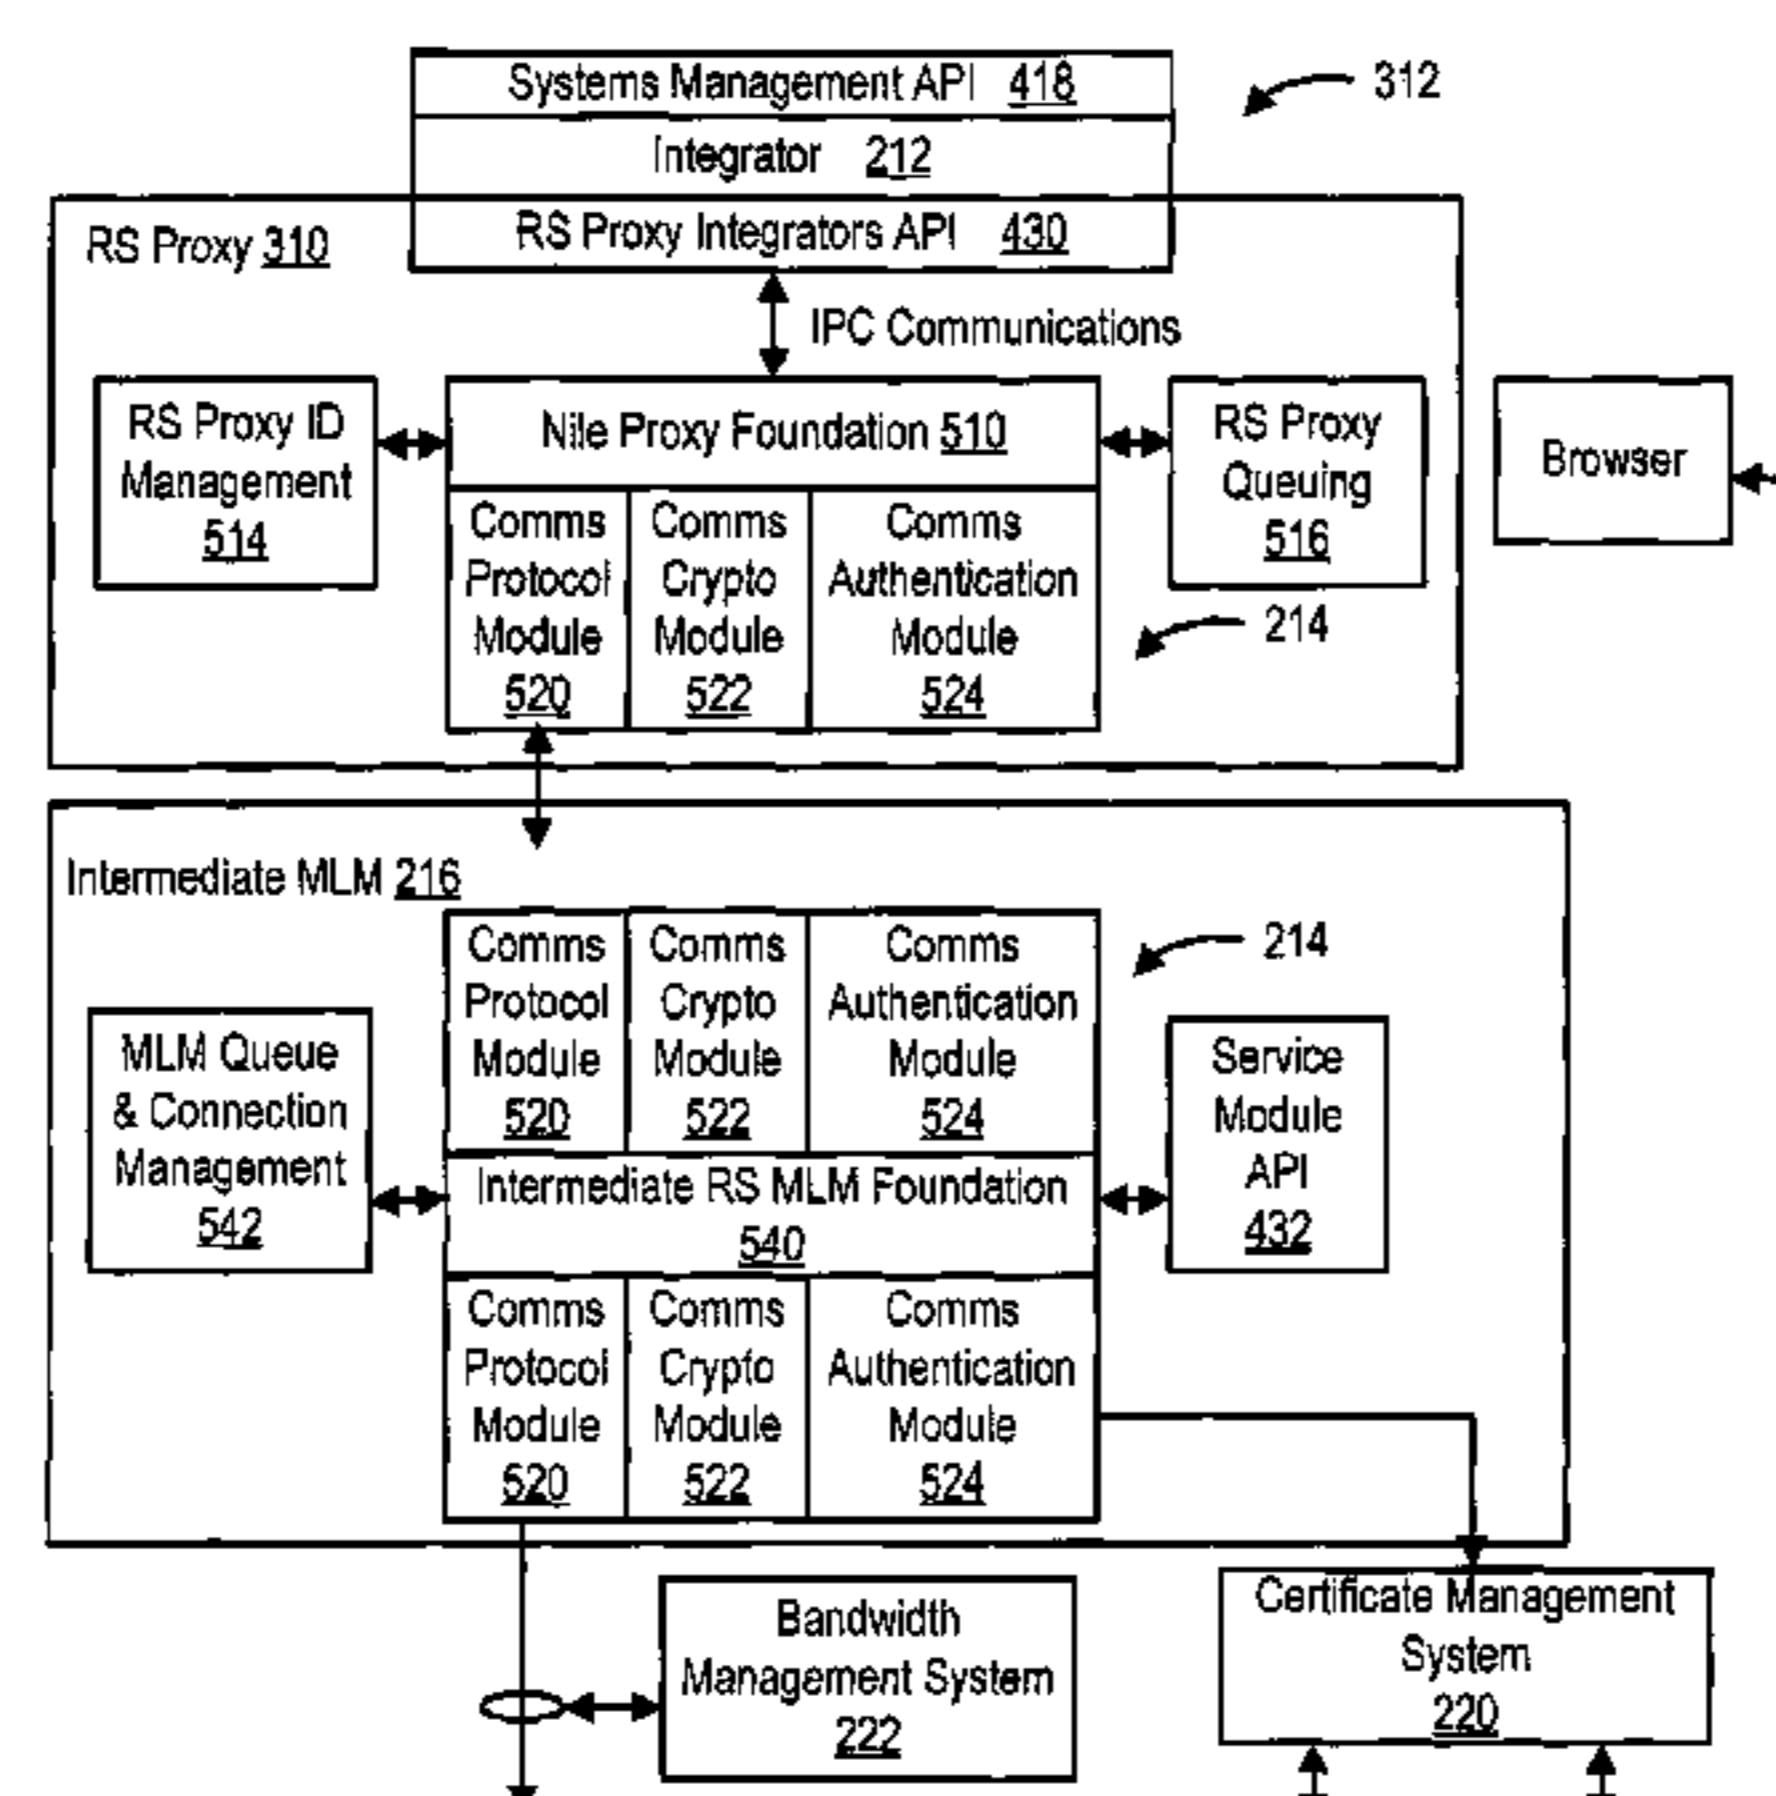 Systems Management API 418
312
Integrator 212
RS Proxy Integrators API 430
RS Proxy 310
IPC Communications
RS Proxy ID
Management
514
Nile Proxy Foundation 510
RS Proxy
Queuing
516
Browser
Comms
Protocol
Module
520
Comms
Crypto
Module
522
Comms
Authentication
Module
524
214
Intermediate MLM 216
Comms
Protocol
Module
520
Comms
Crypto
Module
522
Comms
Authentication
Module
524
214
MLM Queue
& Connection
Management
542
Intermediate RS MLM Foundation
540
Service
Module
API
432
Comms
Protocol
Module
520
Comms
Crypto
Module
522
Comms
Authentication
Module
524
Bandwidth
Management System
222
Certificate Management
System
220